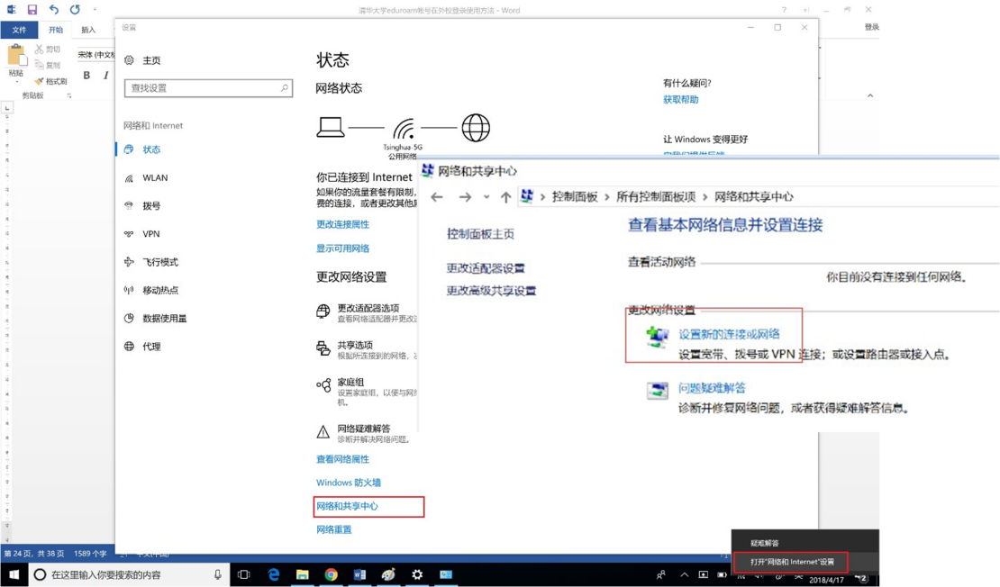 清华大学eduroam账号在外校登录使用方法 - Word
文件
开始
插入
登录
剪切
复制
粘贴
格式刷
剪贴板
宋体 (中文
B
I
设置
主页
查找设置
网络和 Internet
状态
WLAN
拨号
VPN
飞行模式
移动热点
数据使用量
代理
状态
网络状态
Tsinghua-5G
公用网络
你已连接到 Internet
如果你的流量套餐有限制，
费的连接，或者更改其他
更改连接属性
显示可用网络
更改网络设置
更改适配器选项
查看网络适配器并更改
共享选项
根据所连接到的网络，
家庭组
设置家庭组，以便与网
机。
网络疑难解答
诊断并解决网络问题。
查看网络属性
Windows 防火墙
网络和共享中心
网络重置
有什么疑问?
获取帮助
让 Windows 变得更好
网络和共享中心
控制面板 › 所有控制面板项 › 网络和共享中心
控制面板主页
更改适配器设置
更改高级共享设置
查看基本网络信息并设置连接
查看活动网络
你目前没有连接到任何网络。
更改网络设置
设置新的连接或网络
设置宽带、拨号或 VPN 连接；或设置路由器或接入点。
问题疑难解答
诊断并修复网络问题，或者获得疑难解答信息。
疑难解答
打开"网络和 Internet"设置
第 24 页，共 38 页
1589 个字
在这里输入你要搜索的内容
2018/4/17
2